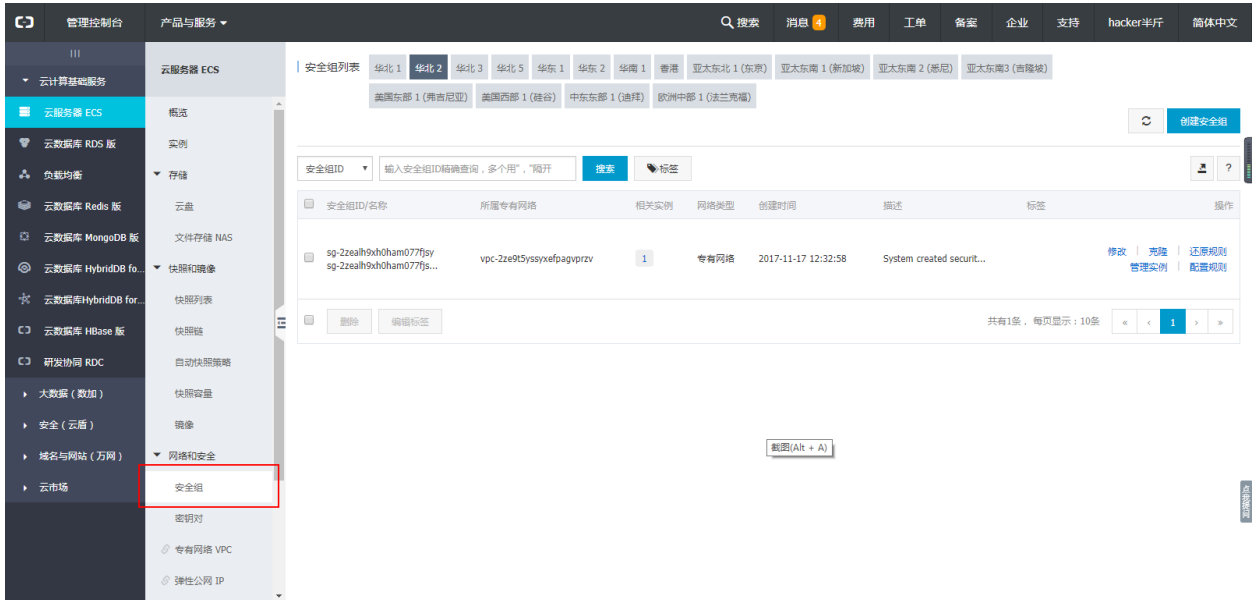 管理控制台 产品与服务 搜索 消息 4 费用 工单 备案 企业 支持 hacker半斤 简体中文
云计算基础服务
云服务器 ECS
云数据库 RDS 版
负载均衡
云数据库 Redis 版
云数据库 MongoDB 版
云数据库 HybridDB fo...
云数据库HybridDB for...
云数据库 HBase 版
研发协同 RDC
大数据（数加）
安全（云盾）
域名与网站（万网）
云市场
云服务器 ECS
概览
实例
存储
云盘
文件存储 NAS
快照和镜像
快照列表
快照链
自动快照策略
快照容量
镜像
网络和安全
安全组
密钥对
专有网络 VPC
弹性公网 IP
安全组列表 华北 1 华北 2 华北 3 华北 5 华东 1 华东 2 华南 1 香港 亚太东北 1 (东京) 亚太东南 1 (新加坡) 亚太东南 2 (悉尼) 亚太东南3 (吉隆坡)
美国东部 1 (弗吉尼亚) 美国西部 1 (硅谷) 中东东部 1 (迪拜) 欧洲中部 1 (法兰克福)
创建安全组
安全组ID 输入安全组ID精确查询，多个用"，"隔开 搜索 标签 ?
安全组ID/名称 所属专有网络 相关实例 网络类型 创建时间 描述 标签 操作
sg-2zealh9xh0ham077fjsy
sg-2zealh9xh0ham077fjs...
vpc-2ze9t5yssyxefpagvprzv 1 专有网络 2017-11-17 12:32:58 System created securit...
修改 克隆 还原规则
管理实例 配置规则
删除 编辑标签 共有1条，每页显示：10条 « ‹ 1 › »
截图(Alt + A)
点我提问